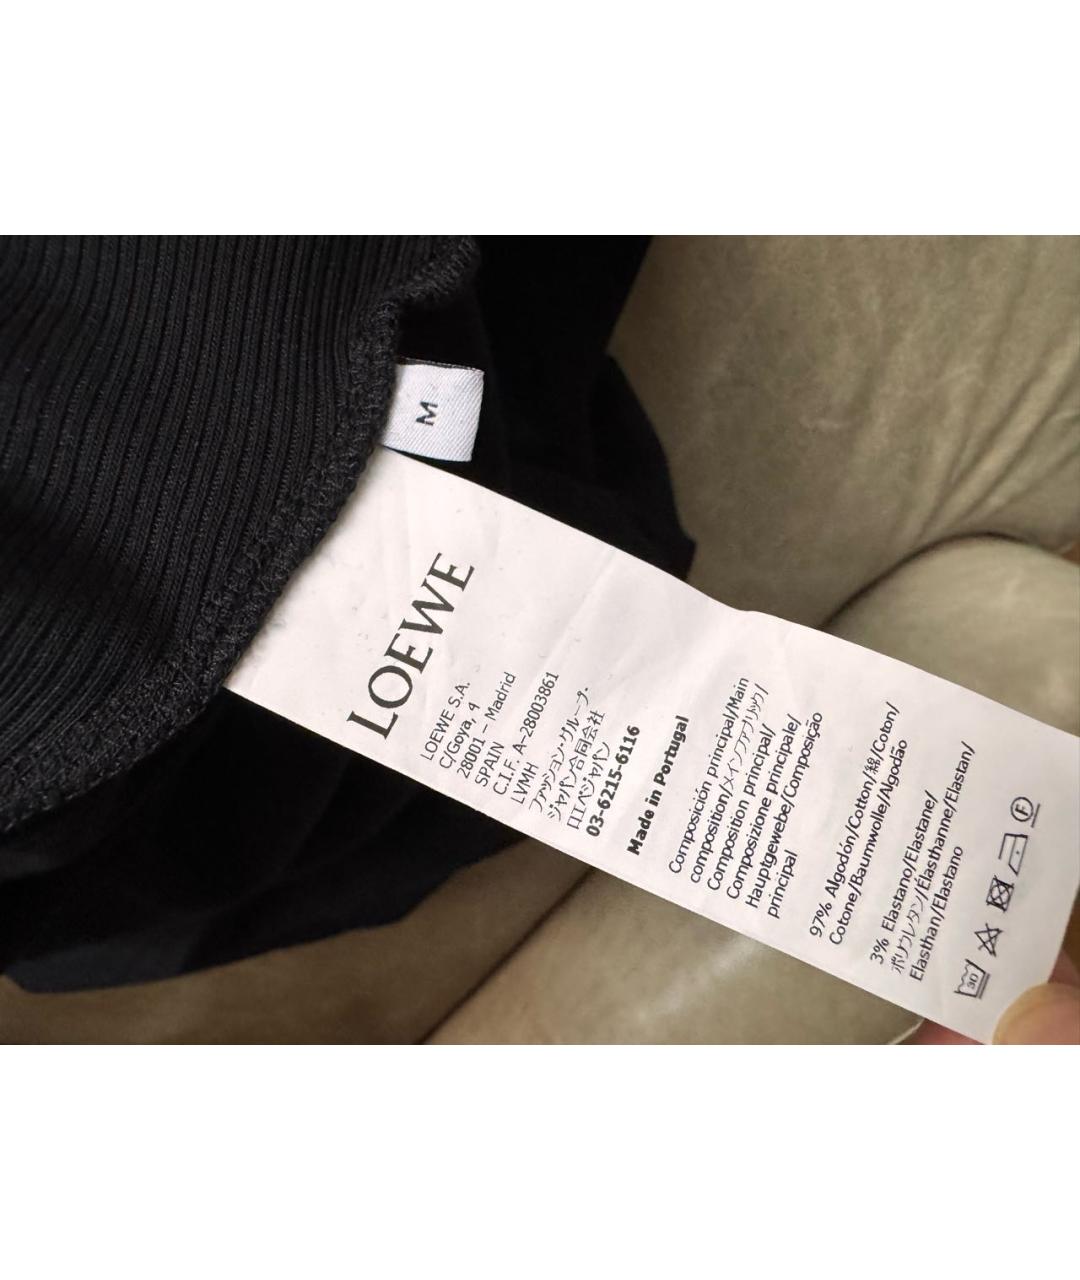 M
LOEWE
LOEWE S.A.
C/Goya, 4
28001 – Madrid
SPAIN
C.I.F. A-28003861
LVMH
ファッション・グループ・
ジャパン合同会社
ロエベジャパン
03-6215-6116
Made in Portugal
Composición principal/Main
composition/メインファブリック/
Composition principal/
Composizione principale/
Hauptgewebe/Composição
principal
97% Algodón/Cotton/綿/Coton/
Cotone/Baumwolle/Algodão
3% Elastano/Elastane/
ポリウレタン/Élasthanne/Elastan/
Elasthan/Elastano
30
F